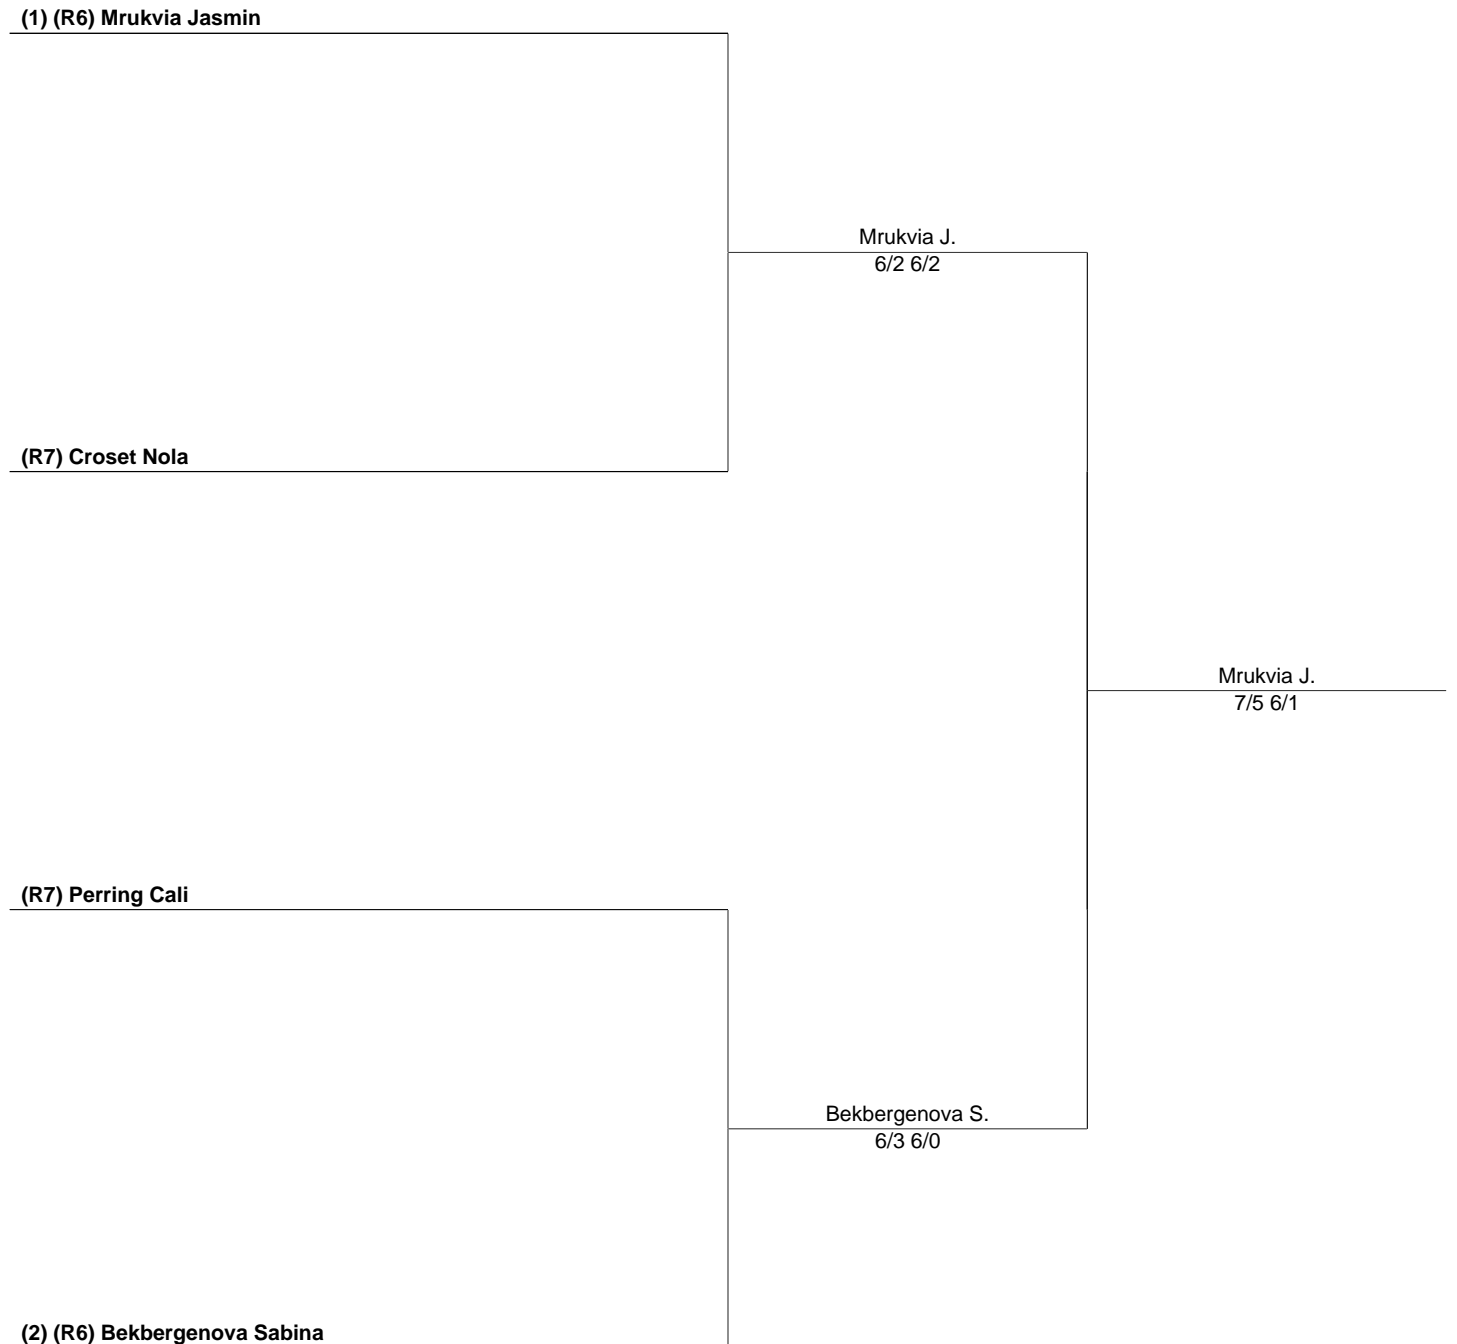 (1) (R6) Mrukvia Jasmin
Mrukvia J.
6/2 6/2
(R7) Croset Nola
Mrukvia J.
7/5 6/1
(R7) Perring Cali
Bekbergenova S.
6/3 6/0
(2) (R6) Bekbergenova Sabina